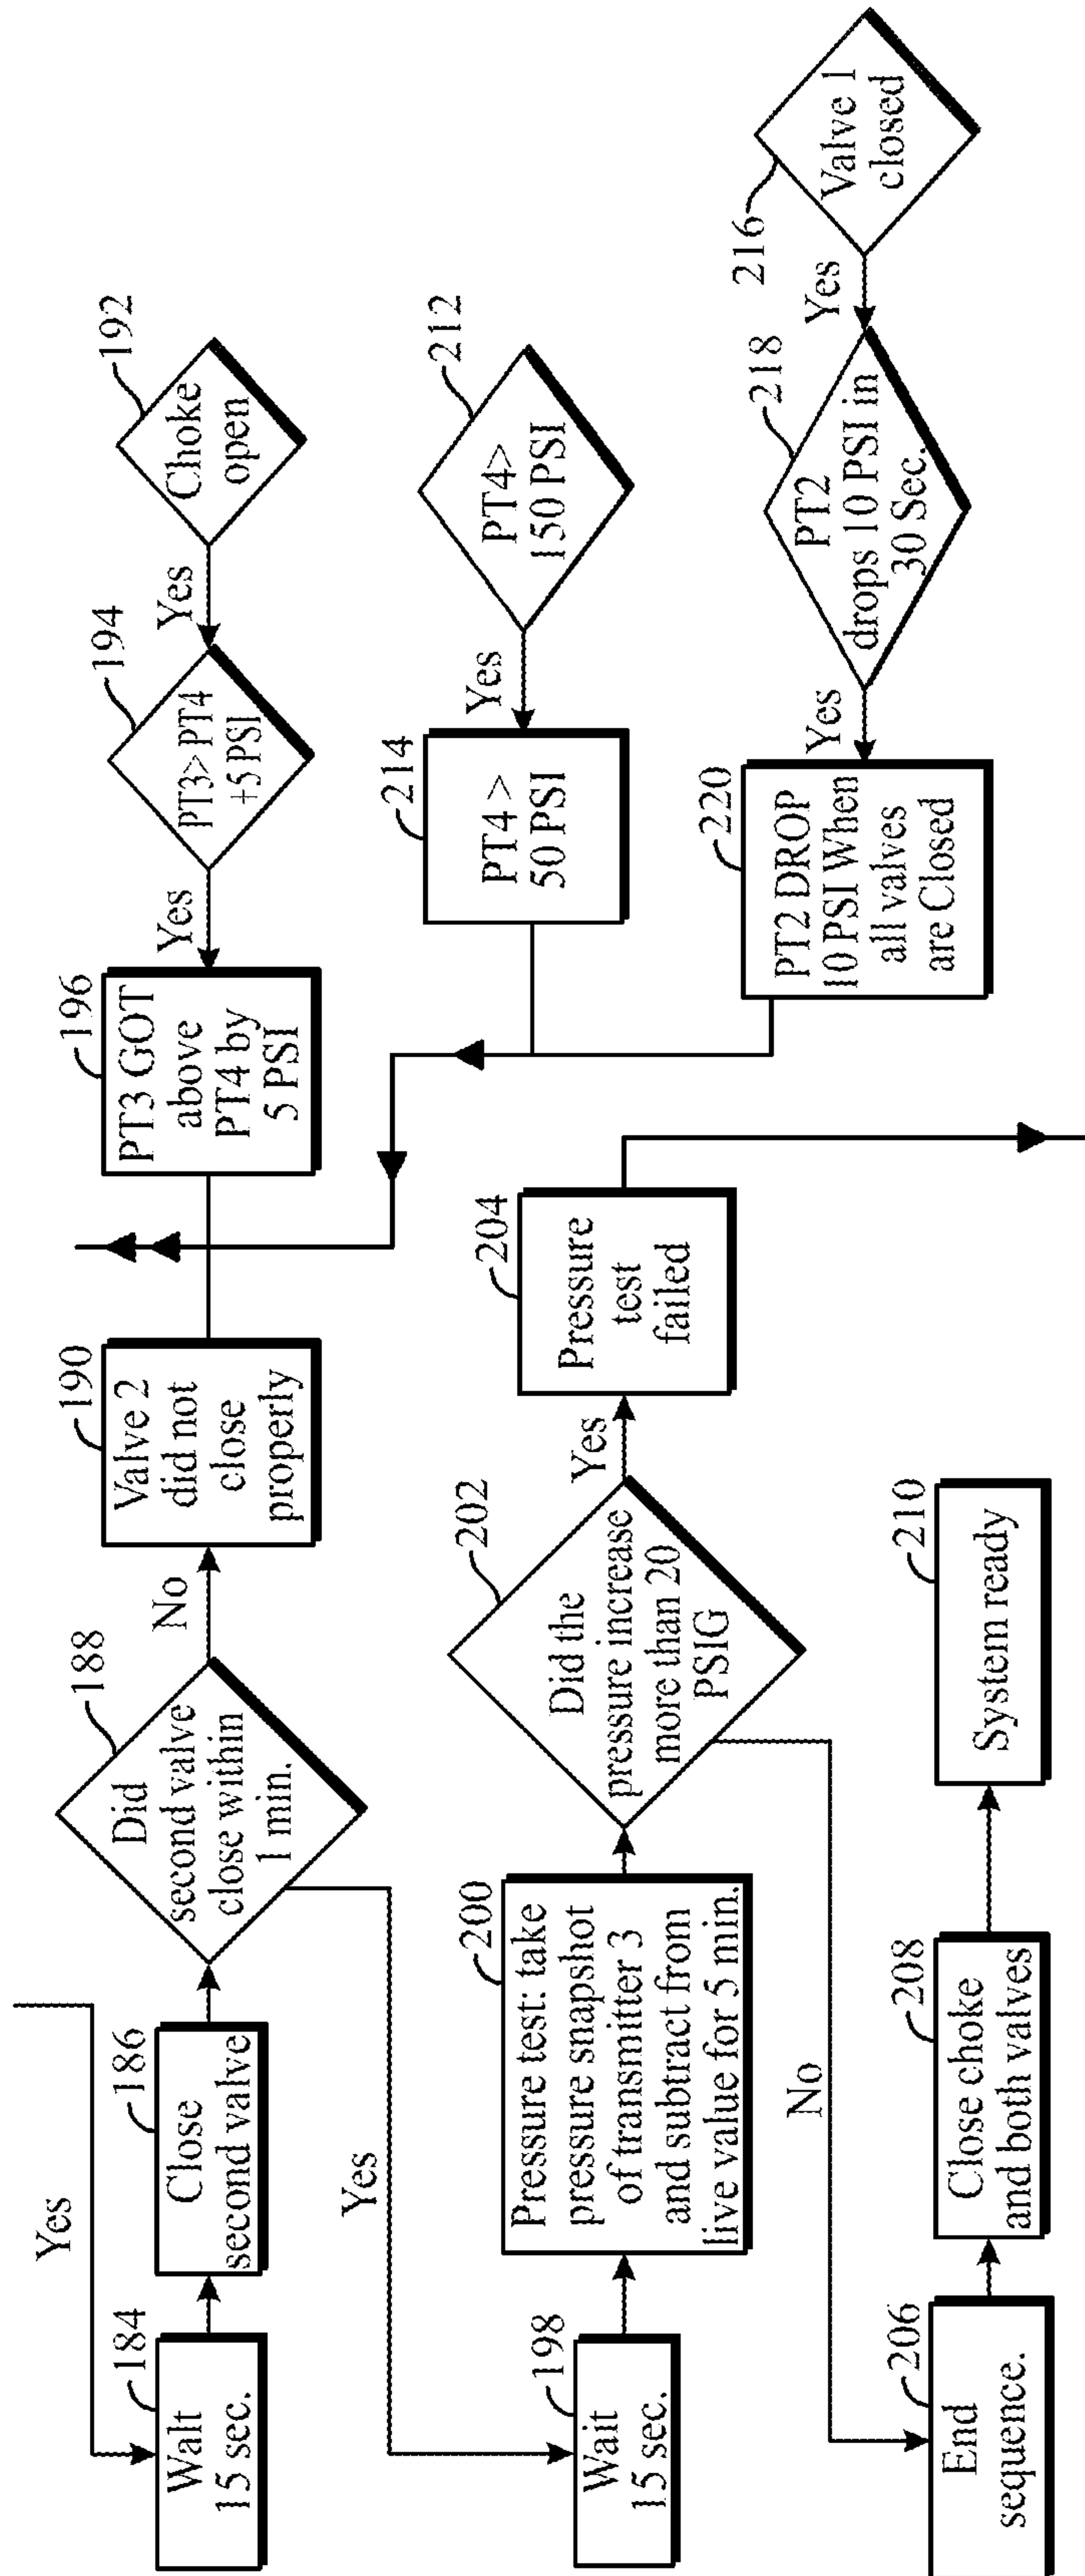 Yes
184
Walt
15 sec.
186
Close
second valve
188
Did
second valve
close within
1 min.
No
190
Valve 2
did not
close
properly
196
PT3 GOT
above
PT4 by
5 PSI
Yes
194
PT3> PT4
+5 PSI
Yes
192
Choke
open
Yes
198
Wait
15 sec.
200
Pressure test: take
pressure snapshot
of transmitter 3
and subtract from
live value for 5 min.
202
Did the
pressure increase
more than 20
PSIG
Yes
204
Pressure
test
failed
214
PT4 >
50 PSI
Yes
212
PT4>
150 PSI
No
206
End
sequence.
208
Close choke
and both valves
210
System ready
220
PT2 DROP
10 PSI When
all valves
are Closed
Yes
218
PT2
drops 10 PSI in
30 Sec.
Yes
216
Valve 1
closed